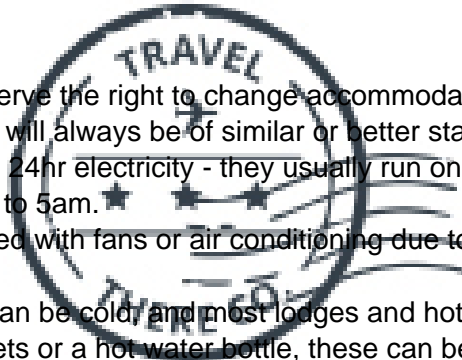 TRAVEL
erve the right to change accommoda
will always be of similar or better sta
24hr electricity - they usually run on
to 5am.
ed with fans or air conditioning due to
THERE CO.
an be cold, and most lodges and hot
ets or a hot water bottle, these can be